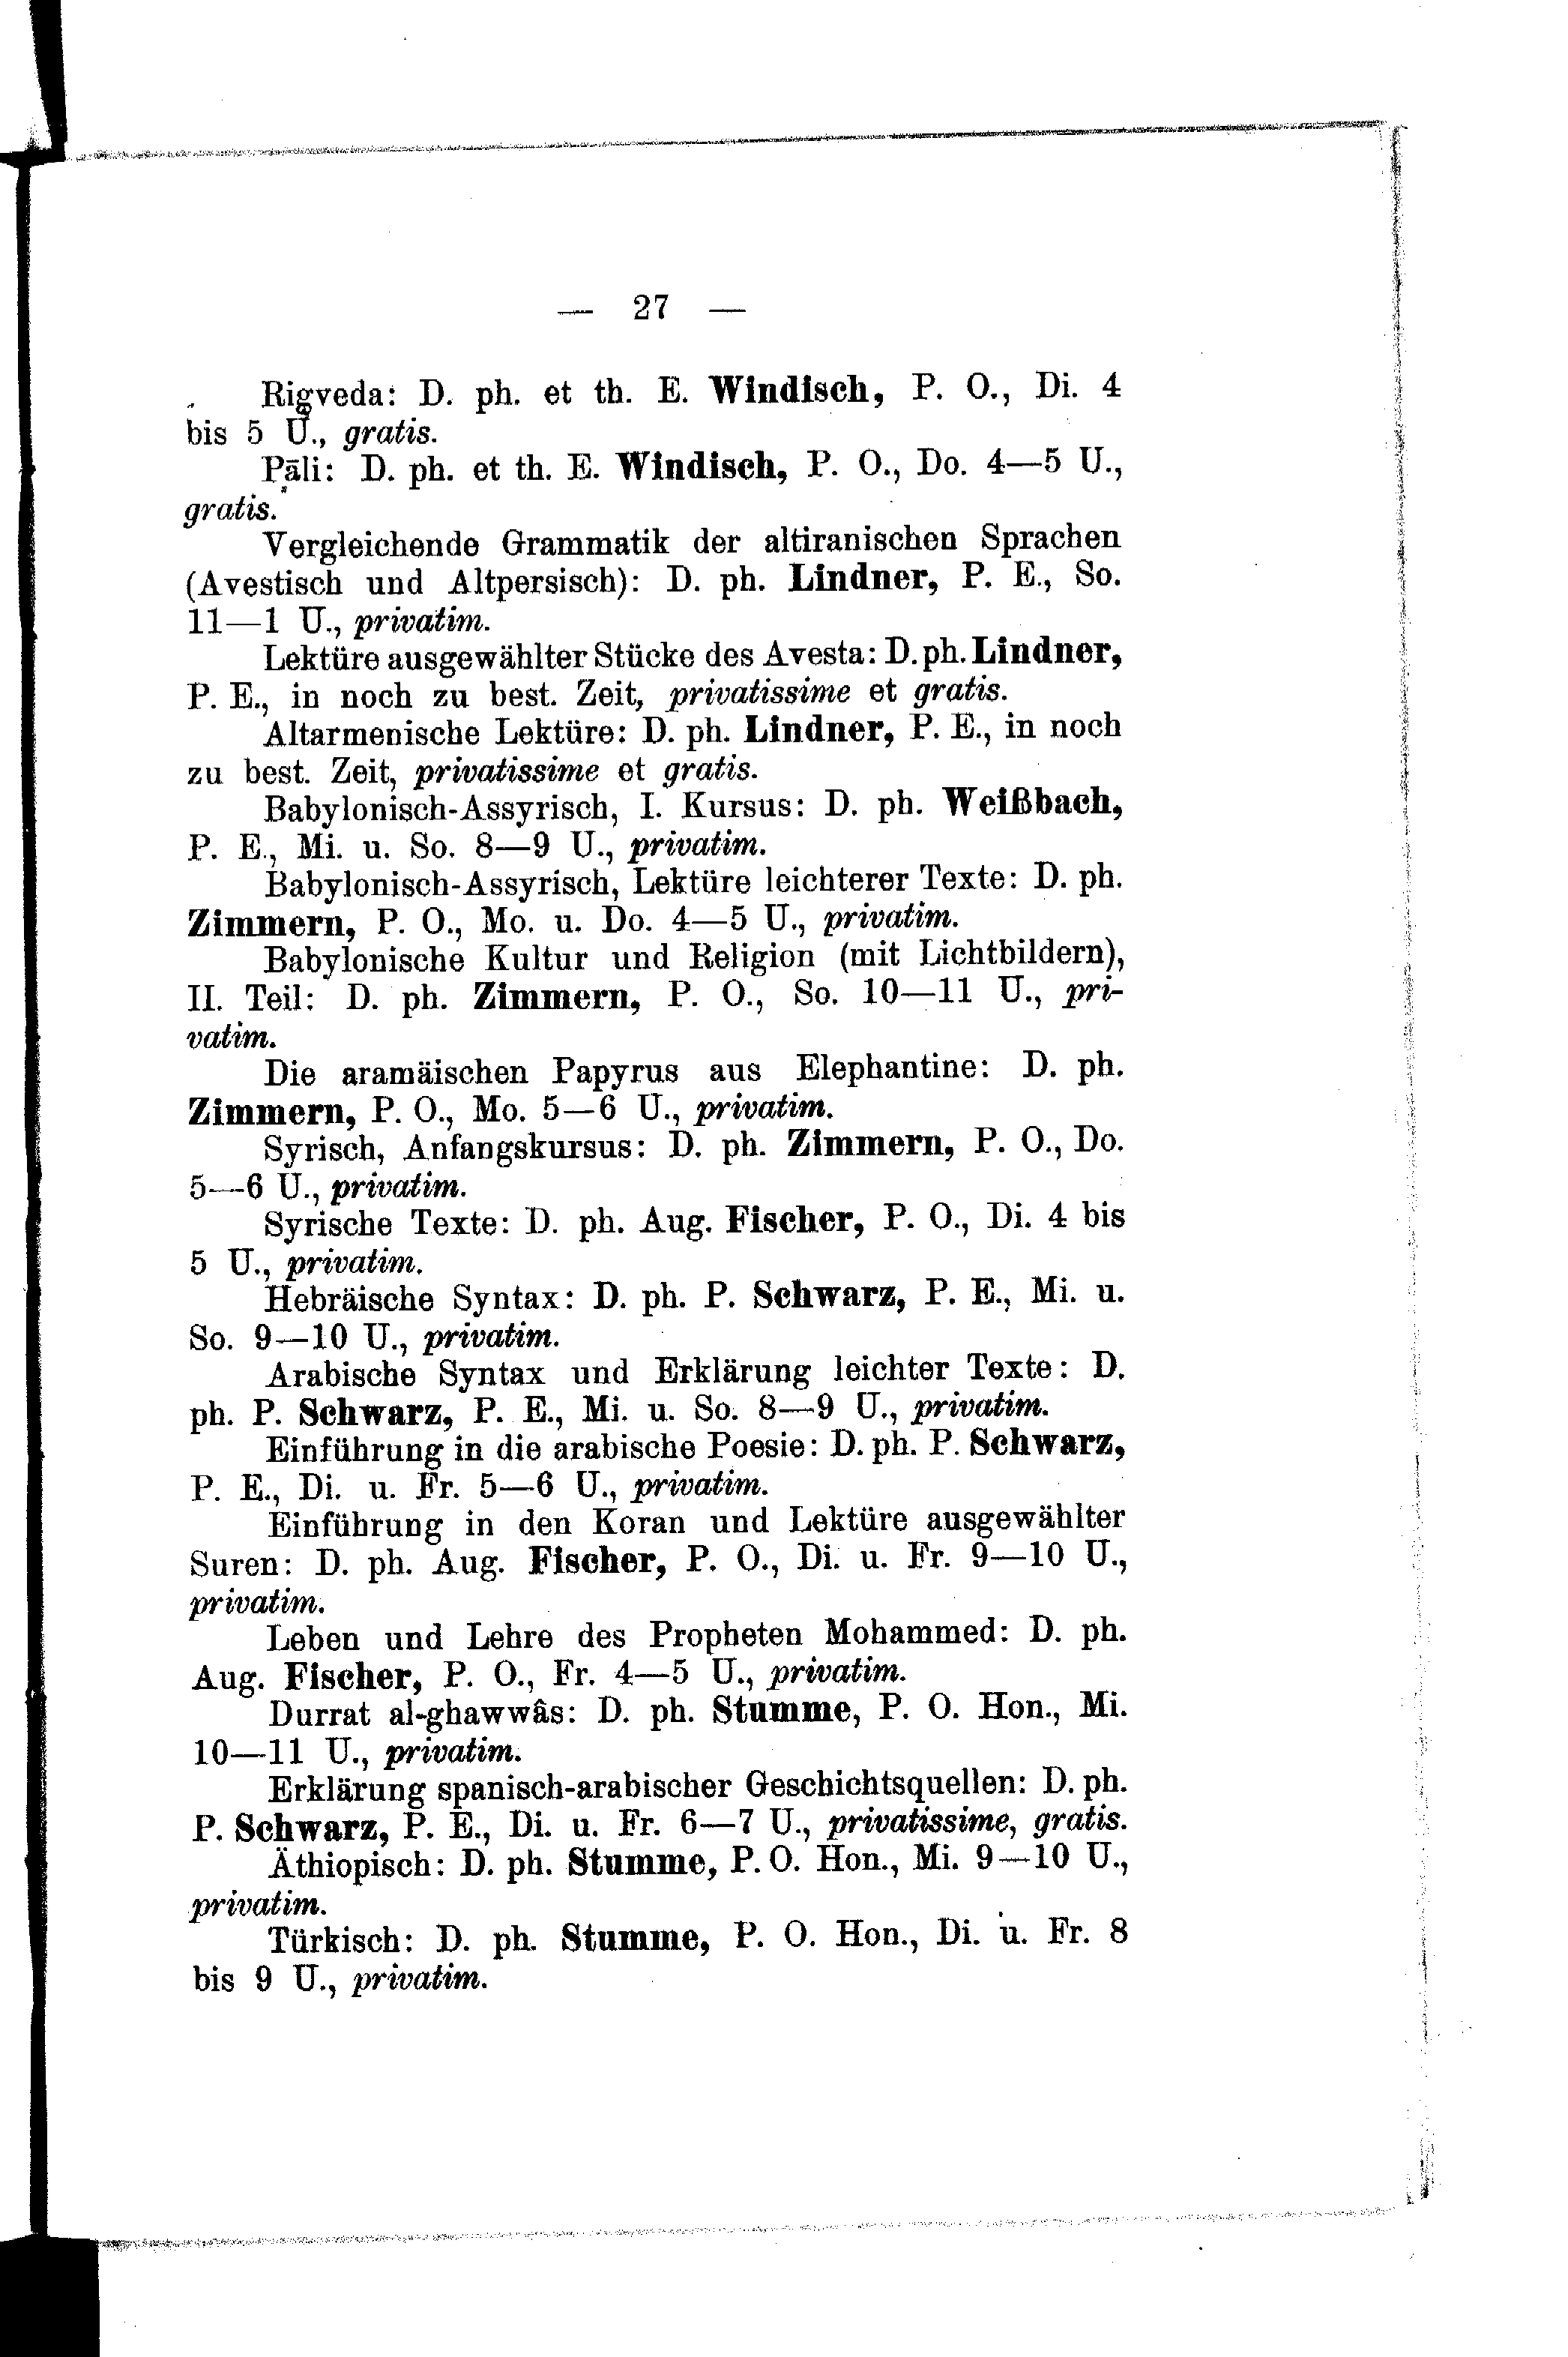 — 27 —
Rigveda: D. ph. et th. E. Windisch, P. O., Di. 4
bis 5 U., gratis.
Pāli: D. ph. et th. E. Windisch, P. O., Do. 4—5 U.,
gratis.
Vergleichende Grammatik der altiranischen Sprachen
(Avestisch und Altpersisch): D. ph. Lindner, P. E., So.
11—1 U., privatim.
Lektüre ausgewählter Stücke des Avesta: D. ph. Lindner,
P. E., in noch zu best. Zeit, privatissime et gratis.
Altarmenische Lektüre: D. ph. Lindner, P. E., in noch
zu best. Zeit, privatissime et gratis.
Babylonisch-Assyrisch, I. Kursus: D. ph. Weißbach,
P. E., Mi. u. So. 8—9 U., privatim.
Babylonisch-Assyrisch, Lektüre leichterer Texte: D. ph.
Zimmern, P. O., Mo. u. Do. 4—5 U., privatim.
Babylonische Kultur und Religion (mit Lichtbildern),
II. Teil: D. ph. Zimmern, P. O., So. 10—11 U., pri-
vatim.
Die aramäischen Papyrus aus Elephantine: D. ph.
Zimmern, P. O., Mo. 5—6 U., privatim.
Syrisch, Anfangskursus: D. ph. Zimmern, P. O., Do.
5—6 U., privatim.
Syrische Texte: D. ph. Aug. Fischer, P. O., Di. 4 bis
5 U., privatim.
Hebräische Syntax: D. ph. P. Schwarz, P. E., Mi. u.
So. 9—10 U., privatim.
Arabische Syntax und Erklärung leichter Texte: D.
ph. P. Schwarz, P. E., Mi. u. So. 8—9 U., privatim.
Einführung in die arabische Poesie: D. ph. P. Schwarz,
P. E., Di. u. Fr. 5—6 U., privatim.
Einführung in den Koran und Lektüre ausgewählter
Suren: D. ph. Aug. Fischer, P. O., Di. u. Fr. 9—10 U.,
privatim.
Leben und Lehre des Propheten Mohammed: D. ph.
Aug. Fischer, P. O., Fr. 4—5 U., privatim.
Durrat al-ghawwâs: D. ph. Stumme, P. O. Hon., Mi.
10—11 U., privatim.
Erklärung spanisch-arabischer Geschichtsquellen: D. ph.
P. Schwarz, P. E., Di. u. Fr. 6—7 U., privatissime, gratis.
Äthiopisch: D. ph. Stumme, P. O. Hon., Mi. 9—10 U.,
privatim.
Türkisch: D. ph. Stumme, P. O. Hon., Di. u. Fr. 8
bis 9 U., privatim.